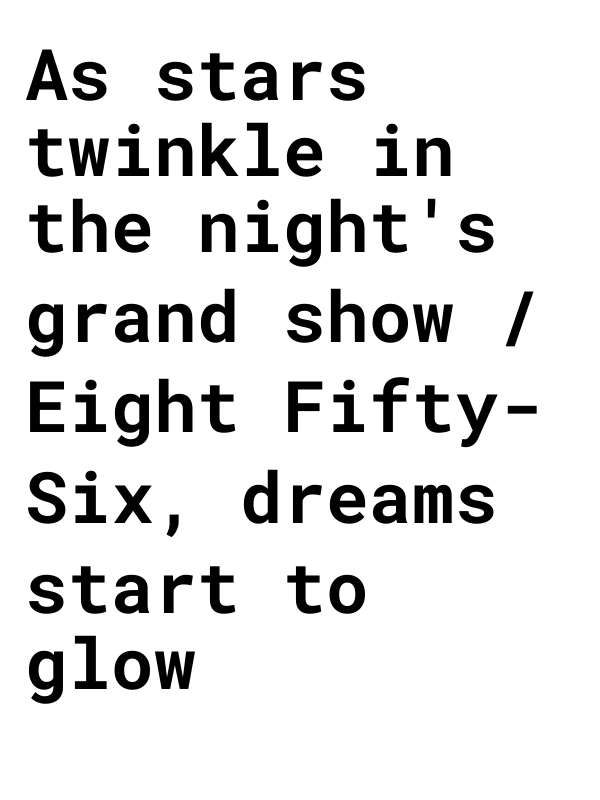 As stars
twinkle in
the night's
grand show /
Eight Fifty-
Six, dreams
start to
glow